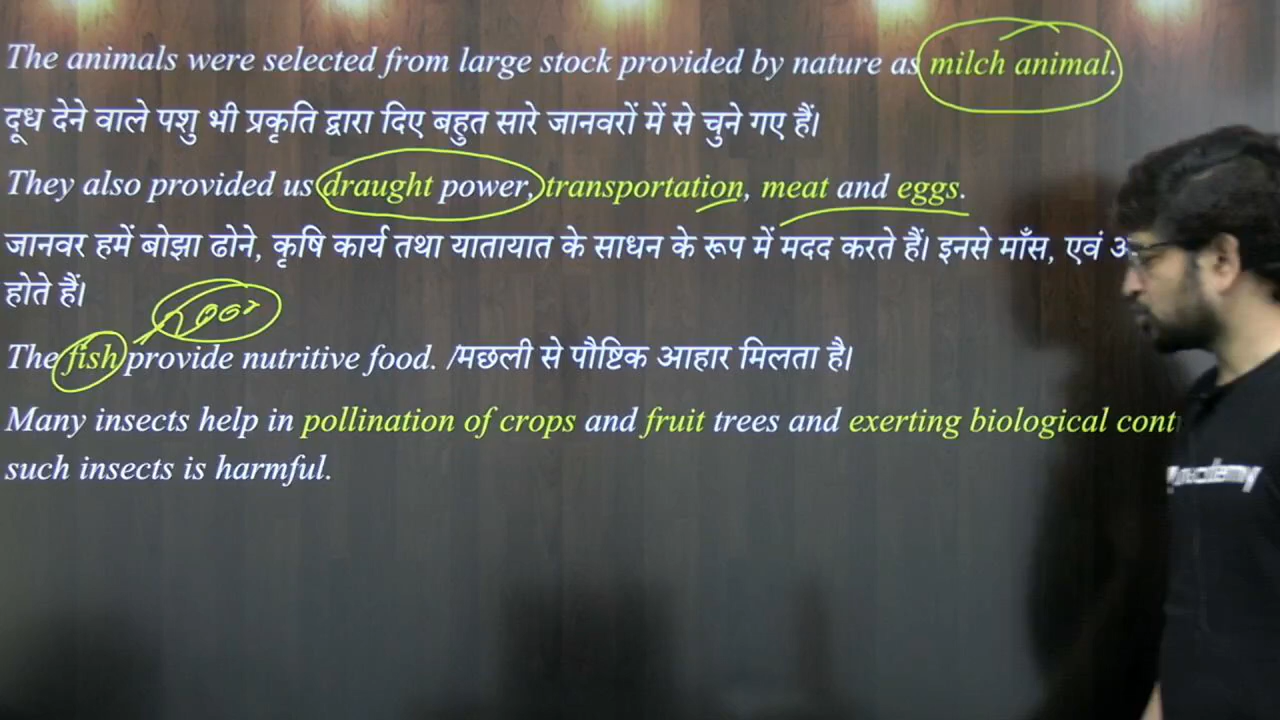 The animals were selected from large stock provided by nature as milch animal.
दूध देने वाले पशु भी प्रकृति द्वारा दिए बहुत सारे जानवरों में से चुने गए हैं।
They also provided us draught power, transportation, meat and eggs.
जानवर हमें बोझा ढोने, कृषि कार्य तथा यातायात के साधन के रूप में मदद करते हैं। इनसे माँस, एवं
होते हैं।
The fish provide nutritive food. /मछली से पौष्टिक आहार मिलता है।
Many insects help in pollination of crops and fruit trees and exerting biological cont
such insects is harmful.